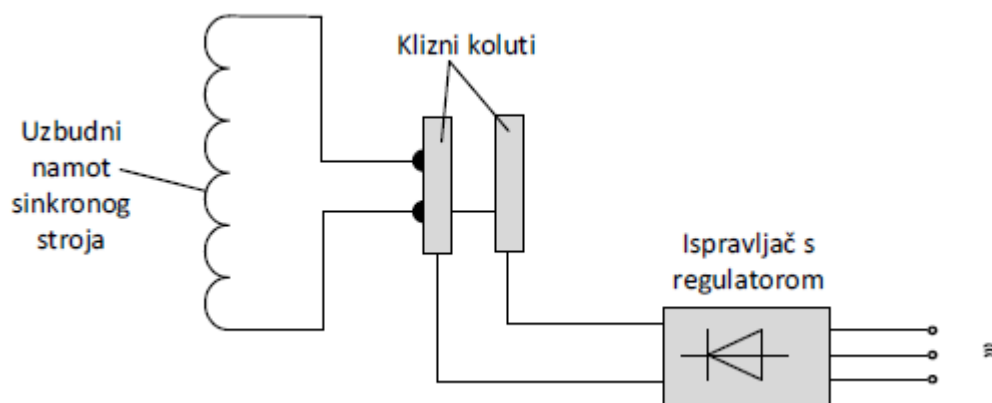 Klizni koluti
Uzbudni
namot
sinkronog
stroja
Ispravljač s
regulatorom